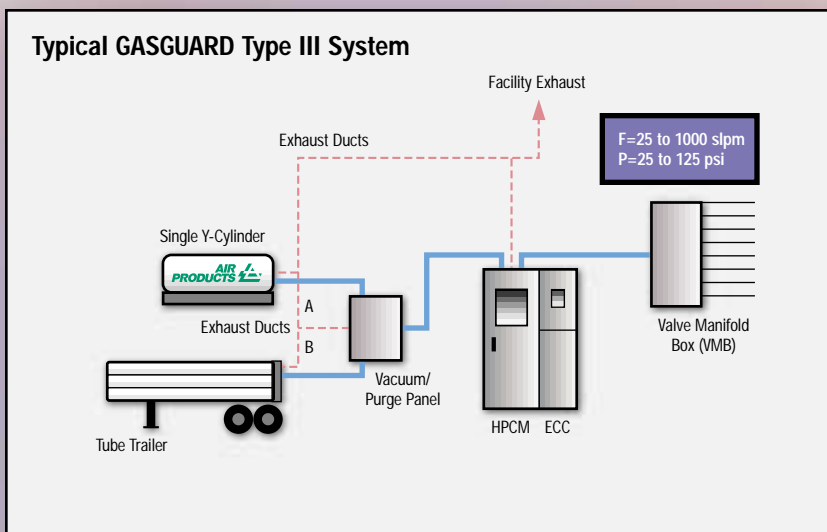 Typical GASGUARD Type III System
Facility Exhaust
Exhaust Ducts
F=25 to 1000 slpm
P=25 to 125 psi
Single Y-Cylinder
AIR
PRODUCTS
A
Exhaust Ducts
B
Vacuum/
Purge Panel
Valve Manifold
Box (VMB)
Tube Trailer
HPCM
ECC